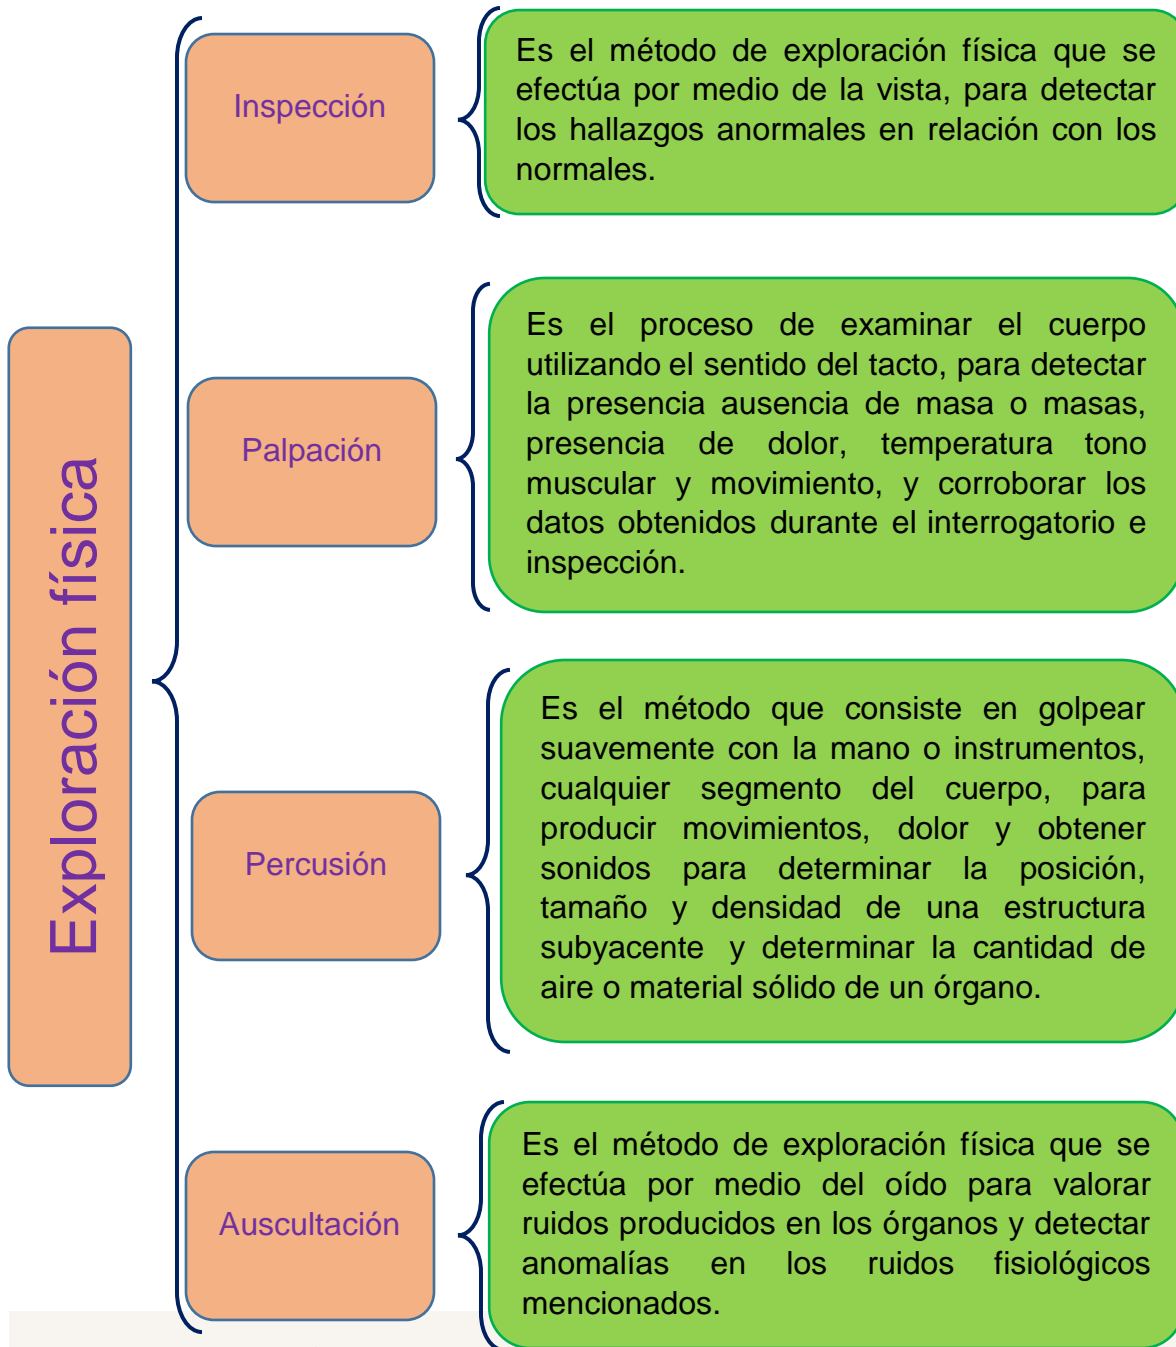 Exploración física
Inspección
Es el método de exploración física que se
efectúa por medio de la vista, para detectar
los hallazgos anormales en relación con los
normales.
Palpación
Es el proceso de examinar el cuerpo
utilizando el sentido del tacto, para detectar
la presencia ausencia de masa o masas,
presencia de dolor, temperatura tono
muscular y movimiento, y corroborar los
datos obtenidos durante el interrogatorio e
inspección.
Percusión
Es el método que consiste en golpear
suavemente con la mano o instrumentos,
cualquier segmento del cuerpo, para
producir movimientos, dolor y obtener
sonidos para determinar la posición,
tamaño y densidad de una estructura
subyacente y determinar la cantidad de
aire o material sólido de un órgano.
Auscultación
Es el método de exploración física que se
efectúa por medio del oído para valorar
ruidos producidos en los órganos y detectar
anomalías en los ruidos fisiológicos
mencionados.